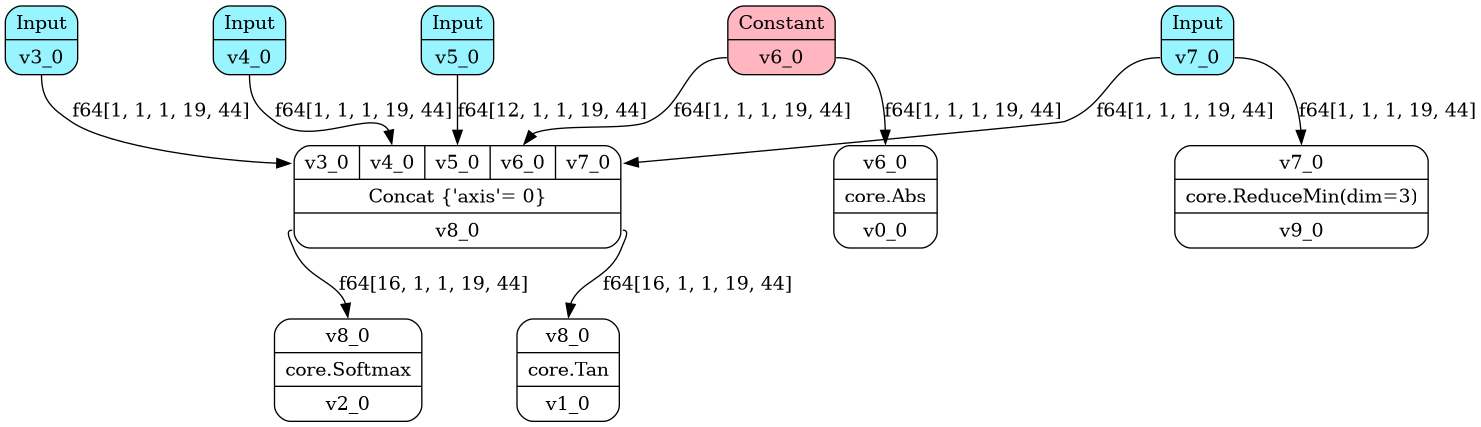 Input
v3_0
Input
v4_0
Input
v5_0
Constant
v6_0
Input
v7_0
f64[1, 1, 1, 19, 44]
f64[1, 1, 1, 19, 44]
f64[12, 1, 1, 19, 44]
f64[1, 1, 1, 19, 44]
f64[1, 1, 1, 19, 44]
f64[1, 1, 1, 19, 44]
f64[1, 1, 1, 19, 44]
v3_0 v4_0 v5_0 v6_0 v7_0
Concat {'axis'= 0}
v8_0
v6_0
core.Abs
v0_0
v7_0
core.ReduceMin(dim=3)
v9_0
f64[16, 1, 1, 19, 44]
f64[16, 1, 1, 19, 44]
v8_0
core.Softmax
v2_0
v8_0
core.Tan
v1_0